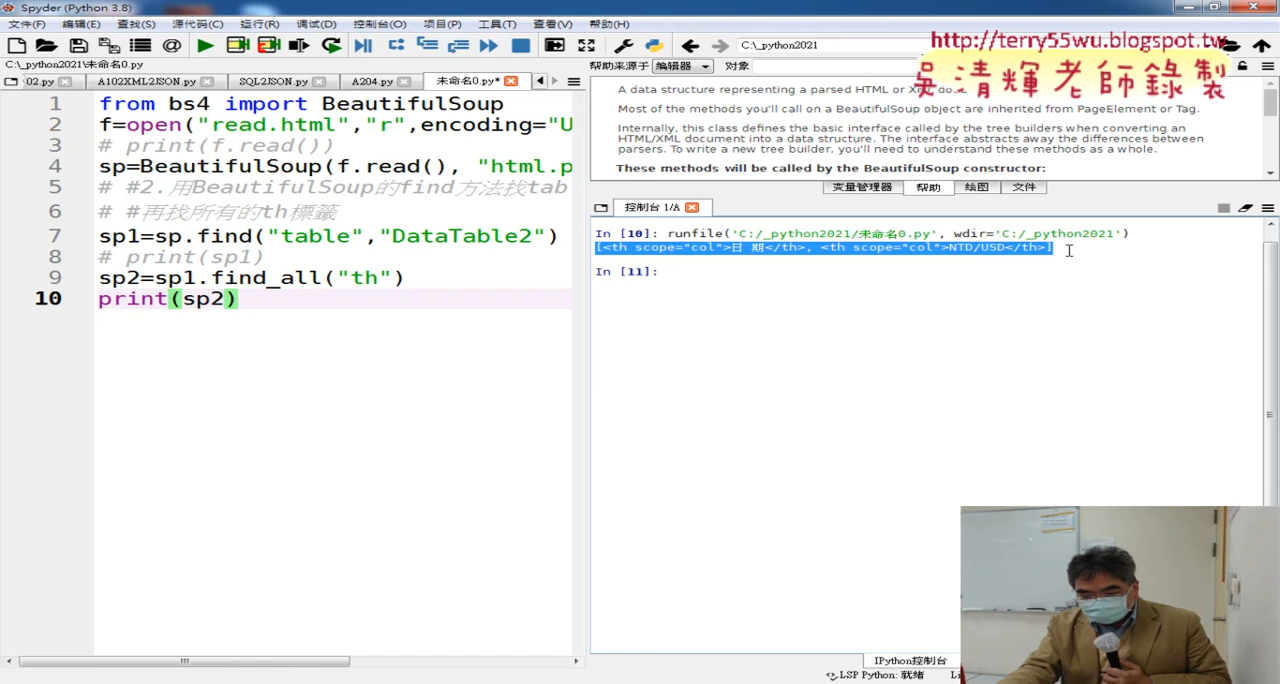 Spyder (Python 3.8)
文件(F) 编辑(E) 查找(S) 源代码(C) 运行(R) 调试(D) 控制台(O) 项目(P) 工具(T) 查看(V) 帮助(H)
C:\_python2021
http://terry55wu.blogspot.tw
吳清輝老師錄製
C:\_python2021\未命名0.py
02.py A102XML2JSON.py SQL2JSON.py A204.py 未命名0.py*
1 from bs4 import BeautifulSoup
2 f=open("read.html","r",encoding="U
3 # print(f.read())
4 sp=BeautifulSoup(f.read(), "html.p
5 # #2.用BeautifulSoup的find方法找tab
6 # #再找所有的th標籤
7 sp1=sp.find("table","DataTable2")
8 # print(sp1)
9 sp2=sp1.find_all("th")
10 print(sp2)
帮助来源于 编辑器 对象
A data structure representing a parsed HTML or
Most of the methods you'll call on a BeautifulSoup object are inherited from PageElement or Tag.
Internally, this class defines the basic interface called by the tree builders when converting an
HTML/XML document into a data structure. The interface abstracts away the differences between
parsers. To write a new tree builder, you'll need to understand these methods as a whole.
These methods will be called by the BeautifulSoup constructor:
变量管理器 帮助 绘图 文件
控制台 1/A
In [10]: runfile('C:/_python2021/未命名0.py', wdir='C:/_python2021')
[<th scope="col">日 期</th>, <th scope="col">NTD/USD</th>]
In [11]:
IPython控制台
LSP Python: 就绪